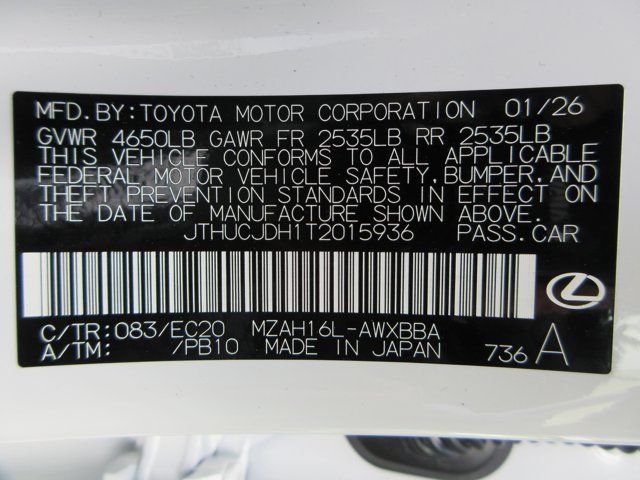 MFD.BY:TOYOTA MOTOR CORPORATION 01/26
GVWR 4650LB GAWR FR 2535LB RR 2535LB
THIS VEHICLE CONFORMS TO ALL APPLICABLE
FEDERAL MOTOR VEHICLE SAFETY,BUMPER,AND
THEFT PREVENTION STANDARDS IN EFFECT ON
THE DATE OF MANUFACTURE SHOWN ABOVE.
JTHUCJDH1T2015936 PASS.CAR
C/TR:083/EC20 MZAH16L-AWXBBA
A/TM: /PB10 MADE IN JAPAN 736 A